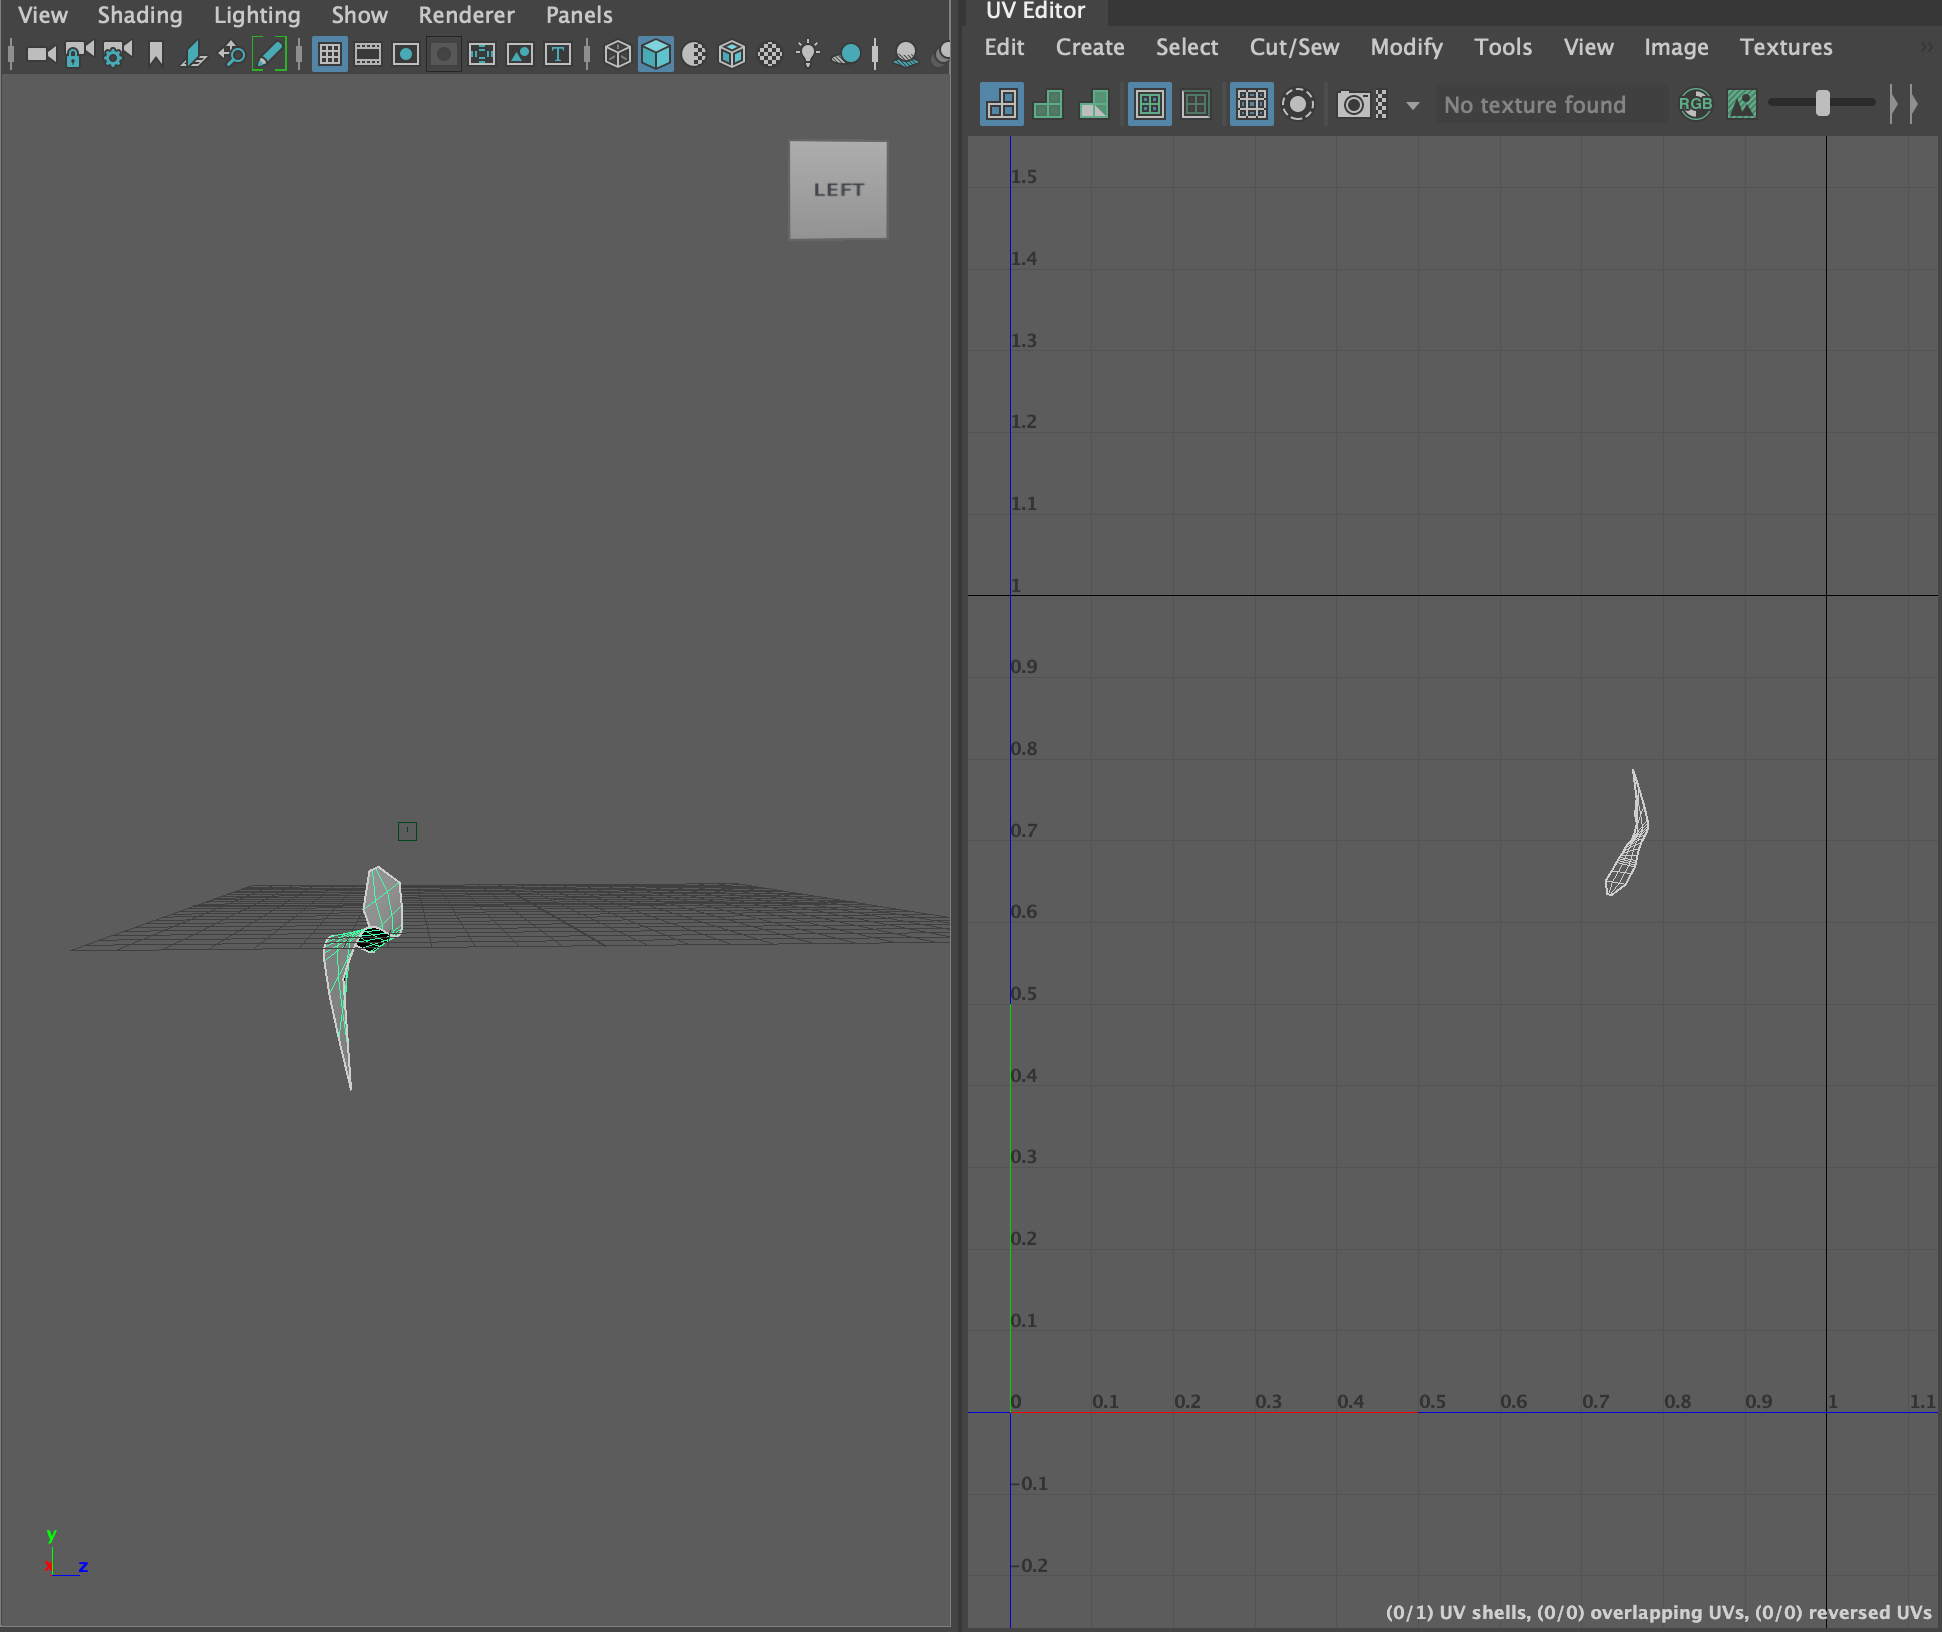 View Shading Lighting Show Renderer Panels
T
LEFT
y
x z
UV Editor
Edit Create Select Cut/Sew Modify Tools View Image Textures
No texture found RGB
1.5
1.4
1.3
1.2
1.1
1
0.9
0.8
0.7
0.6
0.5
0.4
0.3
0.2
0.1
0 0.1 0.2 0.3 0.4 0.5 0.6 0.7 0.8 0.9 1 1.1
-0.1
-0.2
(0/1) UV shells, (0/0) overlapping UVs, (0/0) reversed UVs